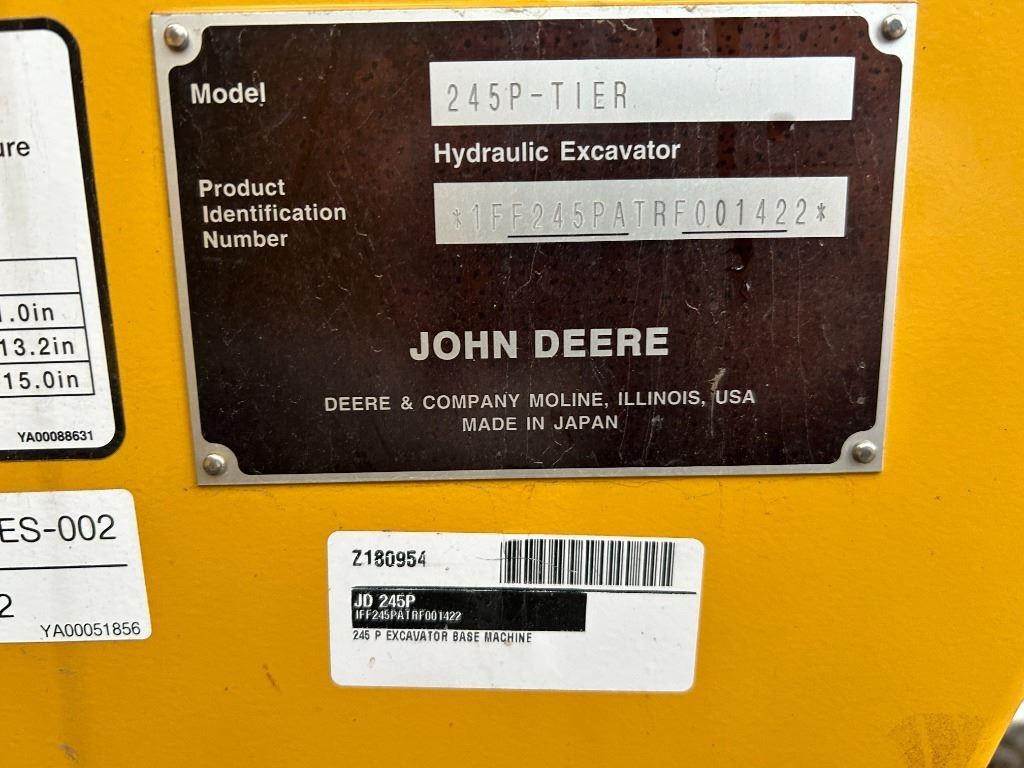 Model
245P-TIER
Hydraulic Excavator
Product
Identification
Number
*1FF245PATRF001422*
JOHN DEERE
DEERE & COMPANY MOLINE, ILLINOIS, USA
MADE IN JAPAN
ure
1.0in
13.2in
15.0in
YA00088631
ES-002
2
YA00051856
Z180954
JD 245P
1FF245PATRF001422
245 P EXCAVATOR BASE MACHINE